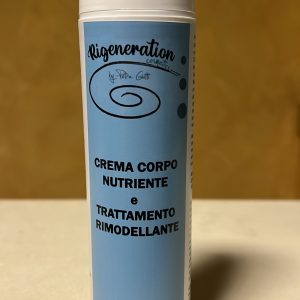 Rigeneration
CREMA CORPO
NUTRIENTE
e
TRATTAMENTO
RIMODELLANTE